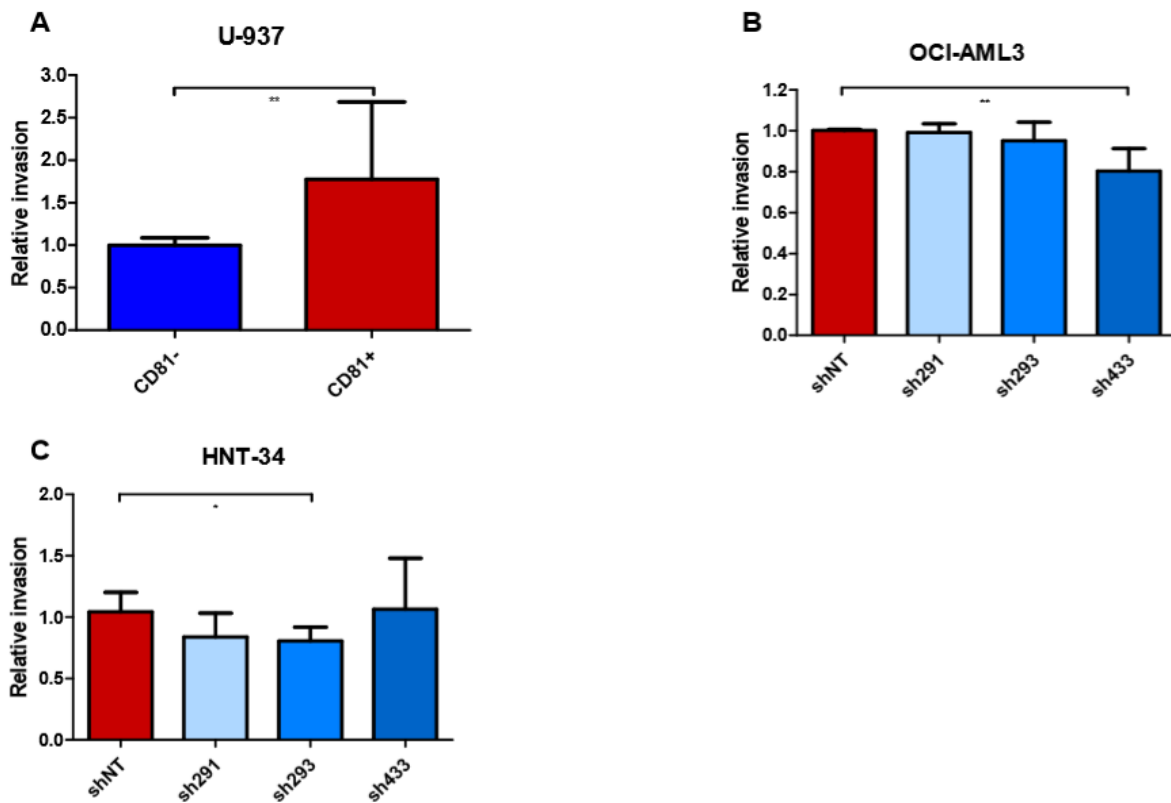 A
U-937
Relative invasion
3.0
2.5
2.0
1.5
1.0
0.5
0.0
**
CD81-
CD81+
B
OCI-AML3
Relative invasion
1.2
1.0
0.8
0.6
0.4
0.2
0.0
**
shNT
sh291
sh293
sh433
C
HNT-34
Relative invasion
2.0
1.5
1.0
0.5
0.0
*
shNT
sh291
sh293
sh433